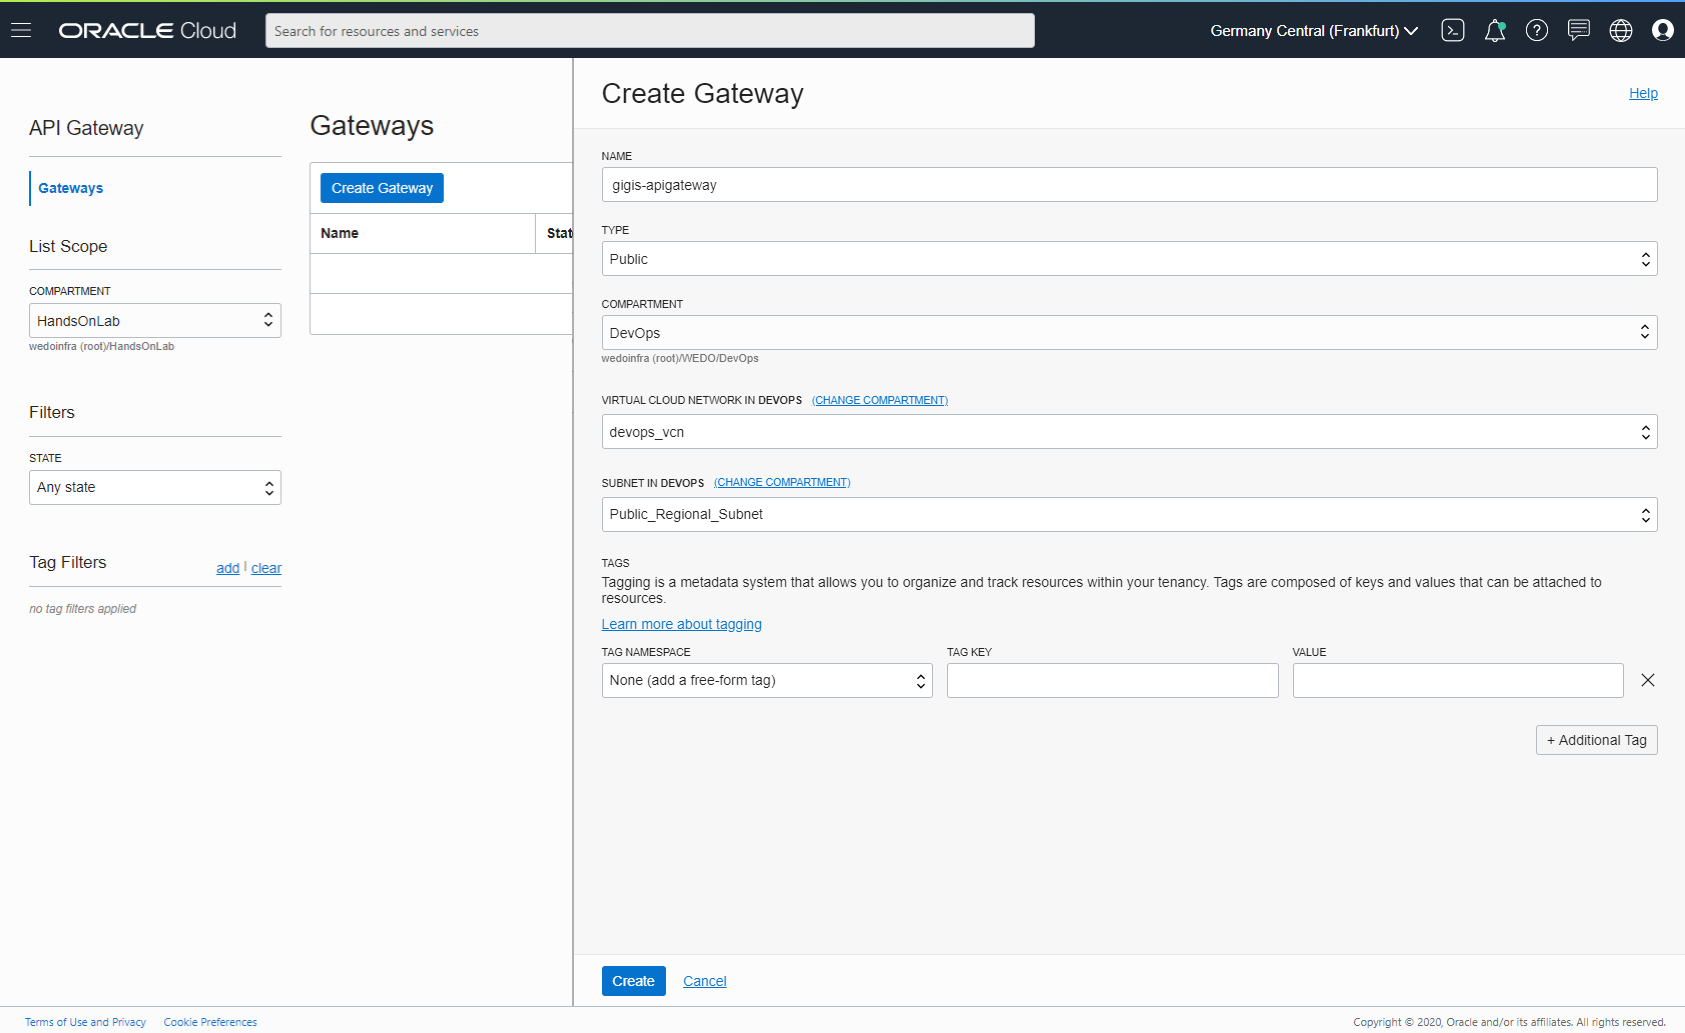 ORACLE Cloud
Search for resources and services
Germany Central (Frankfurt)
API Gateway
Gateways
List Scope
COMPARTMENT
HandsOnLab
wedoinfra (root)/HandsOnLab
Filters
STATE
Any state
Tag Filters
add | clear
no tag filters applied
Gateways
Create Gateway
Name Stat
Create Gateway
Help
NAME
gigis-apigateway
TYPE
Public
COMPARTMENT
DevOps
wedoinfra (root)/WEDO/DevOps
VIRTUAL CLOUD NETWORK IN DEVOPS (CHANGE COMPARTMENT)
devops_vcn
SUBNET IN DEVOPS (CHANGE COMPARTMENT)
Public_Regional_Subnet
TAGS
Tagging is a metadata system that allows you to organize and track resources within your tenancy. Tags are composed of keys and values that can be attached to
resources.
Learn more about tagging
TAG NAMESPACE TAG KEY VALUE
None (add a free-form tag)
+ Additional Tag
Create Cancel
Terms of Use and Privacy Cookie Preferences
Copyright © 2020, Oracle and/or its affiliates. All rights reserved.